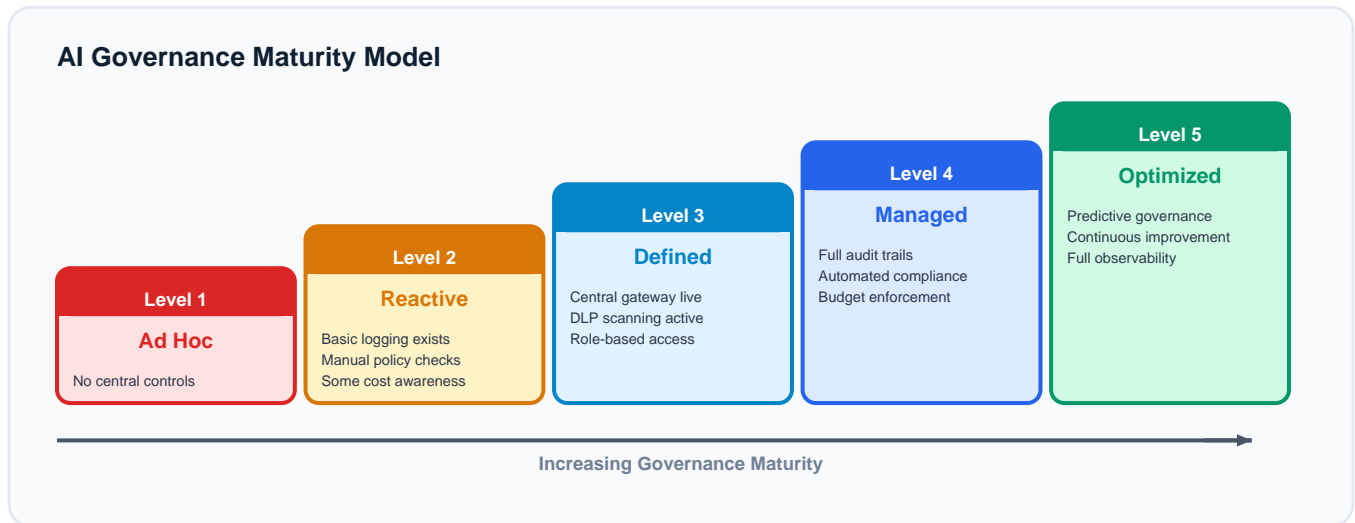 AI Governance Maturity Model
Level 1
Ad Hoc
No central controls
Level 2
Reactive
Basic logging exists
Manual policy checks
Some cost awareness
Level 3
Defined
Central gateway live
DLP scanning active
Role-based access
Level 4
Managed
Full audit trails
Automated compliance
Budget enforcement
Level 5
Optimized
Predictive governance
Continuous improvement
Full observability
Increasing Governance Maturity